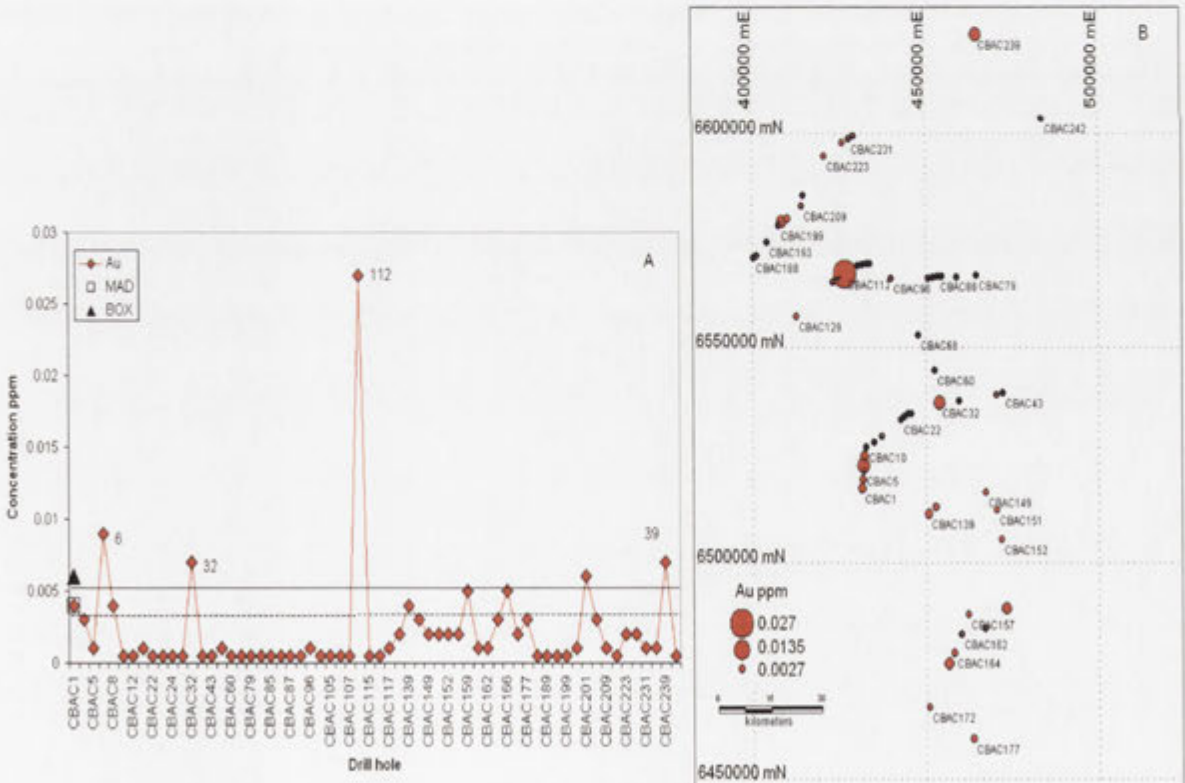 A
0.03
0.025
0.02
0.015
0.01
0.005
0
Concentration ppm
Au
MAD
BOX
6
32
112
39
CBAC1
CBAC5
CBAC8
CBAC12
CBAC22
CBAC24
CBAC32
CBAC43
CBAC60
CBAC79
CBAC87
CBAC96
CBAC107
CBAC115
CBAC117
CBAC139
CBAC149
CBAC152
CBAC159
CBAC162
CBAC166
CBAC177
CBAC189
CBAC199
CBAC201
CBAC209
CBAC223
CBAC231
CBAC239
Drill hole
B
400000 mE
450000 mE
500000 mE
6600000 mN
6550000 mN
6500000 mN
6450000 mN
CBAC239
CBAC242
CBAC231
CBAC223
CBAC209
CBAC199
CBAC193
CBAC188
CBAC112
CBAC96
CBAC88
CBAC79
CBAC129
CBAC68
CBAC60
CBAC43
CBAC32
CBAC22
CBAC10
CBAC5
CBAC1
CBAC149
CBAC139
CBAC151
CBAC152
CBAC157
CBAC162
CBAC164
CBAC172
CBAC177
Au ppm
0.027
0.0135
0.0027
kilometers